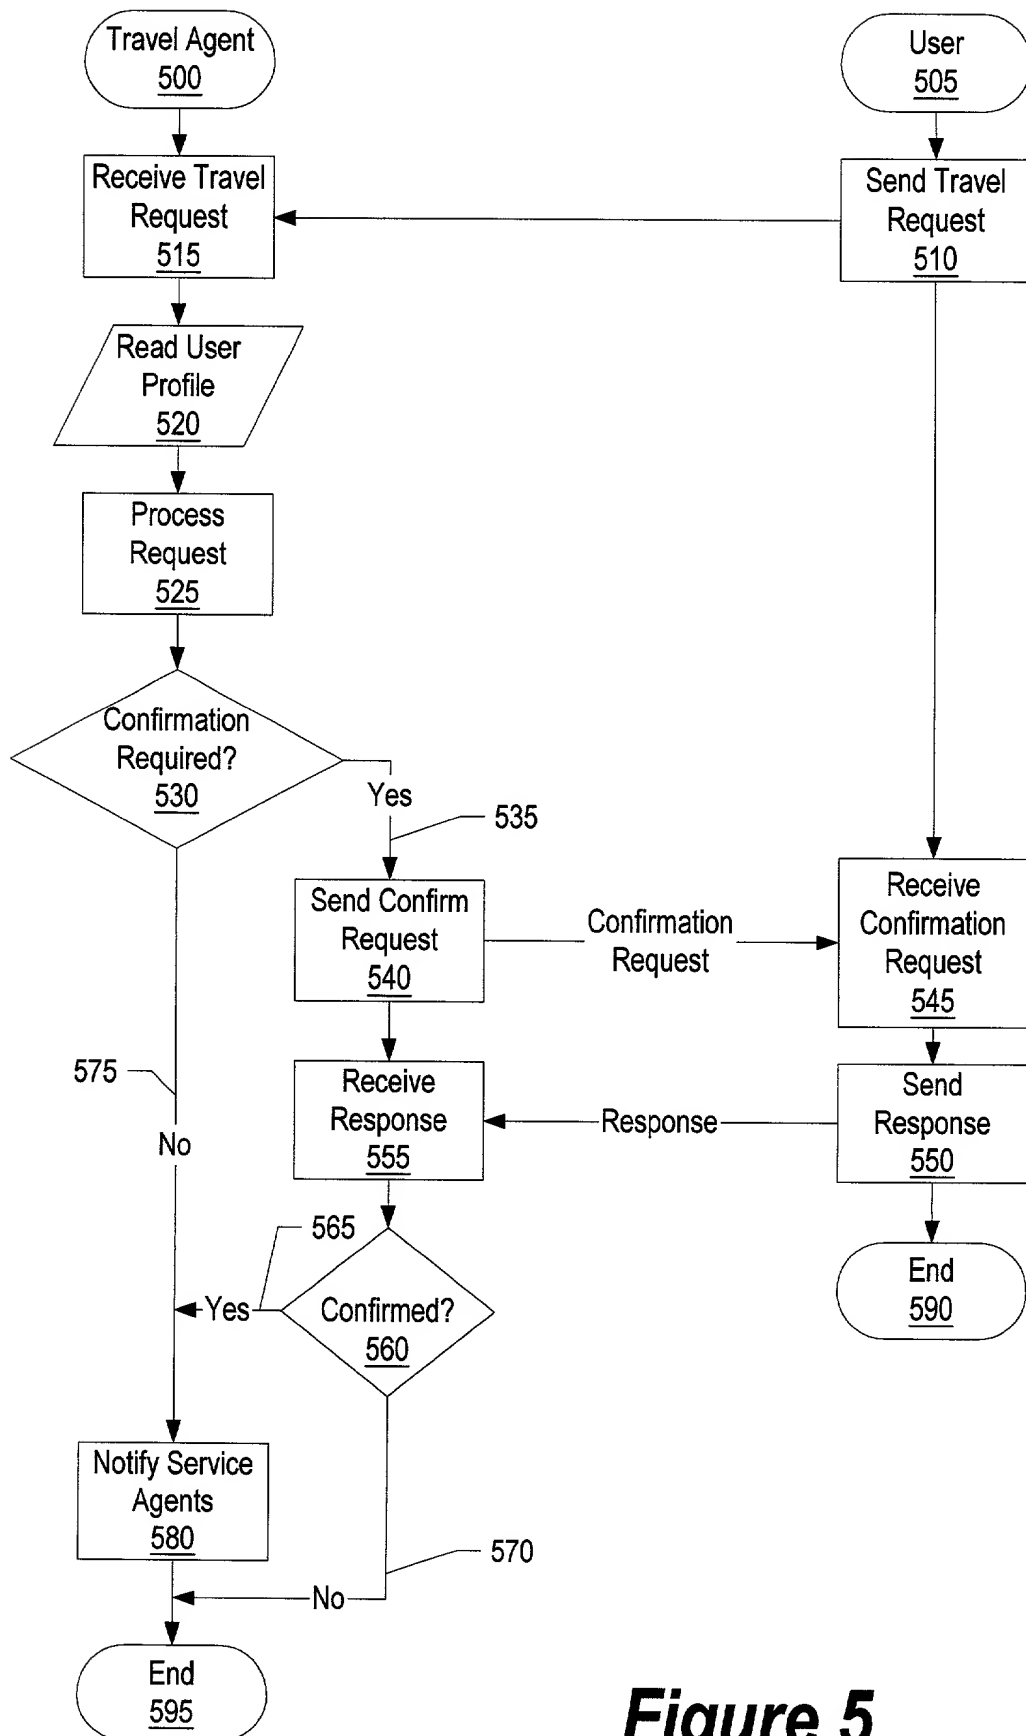 Travel Agent
500
User
505
Receive Travel
Request
515
Send Travel
Request
510
Read User
Profile
520
Process
Request
525
Confirmation
Required?
530
Yes
535
Send Confirm
Request
540
Confirmation
Request
Receive
Confirmation
Request
545
575
No
Receive
Response
555
Response
Send
Response
550
565
Yes
Confirmed?
560
End
590
Notify Service
Agents
580
570
No
End
595
Figure 5